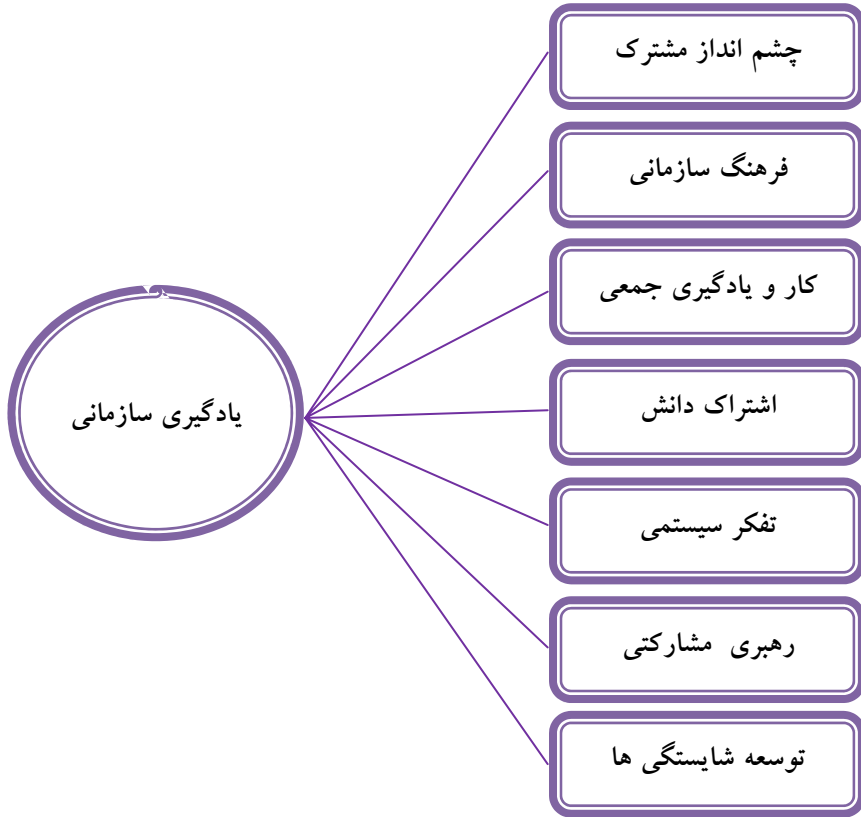 چشم انداز مشترک
فرهنگ سازمانی
کار و یادگیری جمعی
اشتراک دانش
تفکر سیستمی
رهبری مشارکتی
توسعه شایستگی ها
یادگیری سازمانی